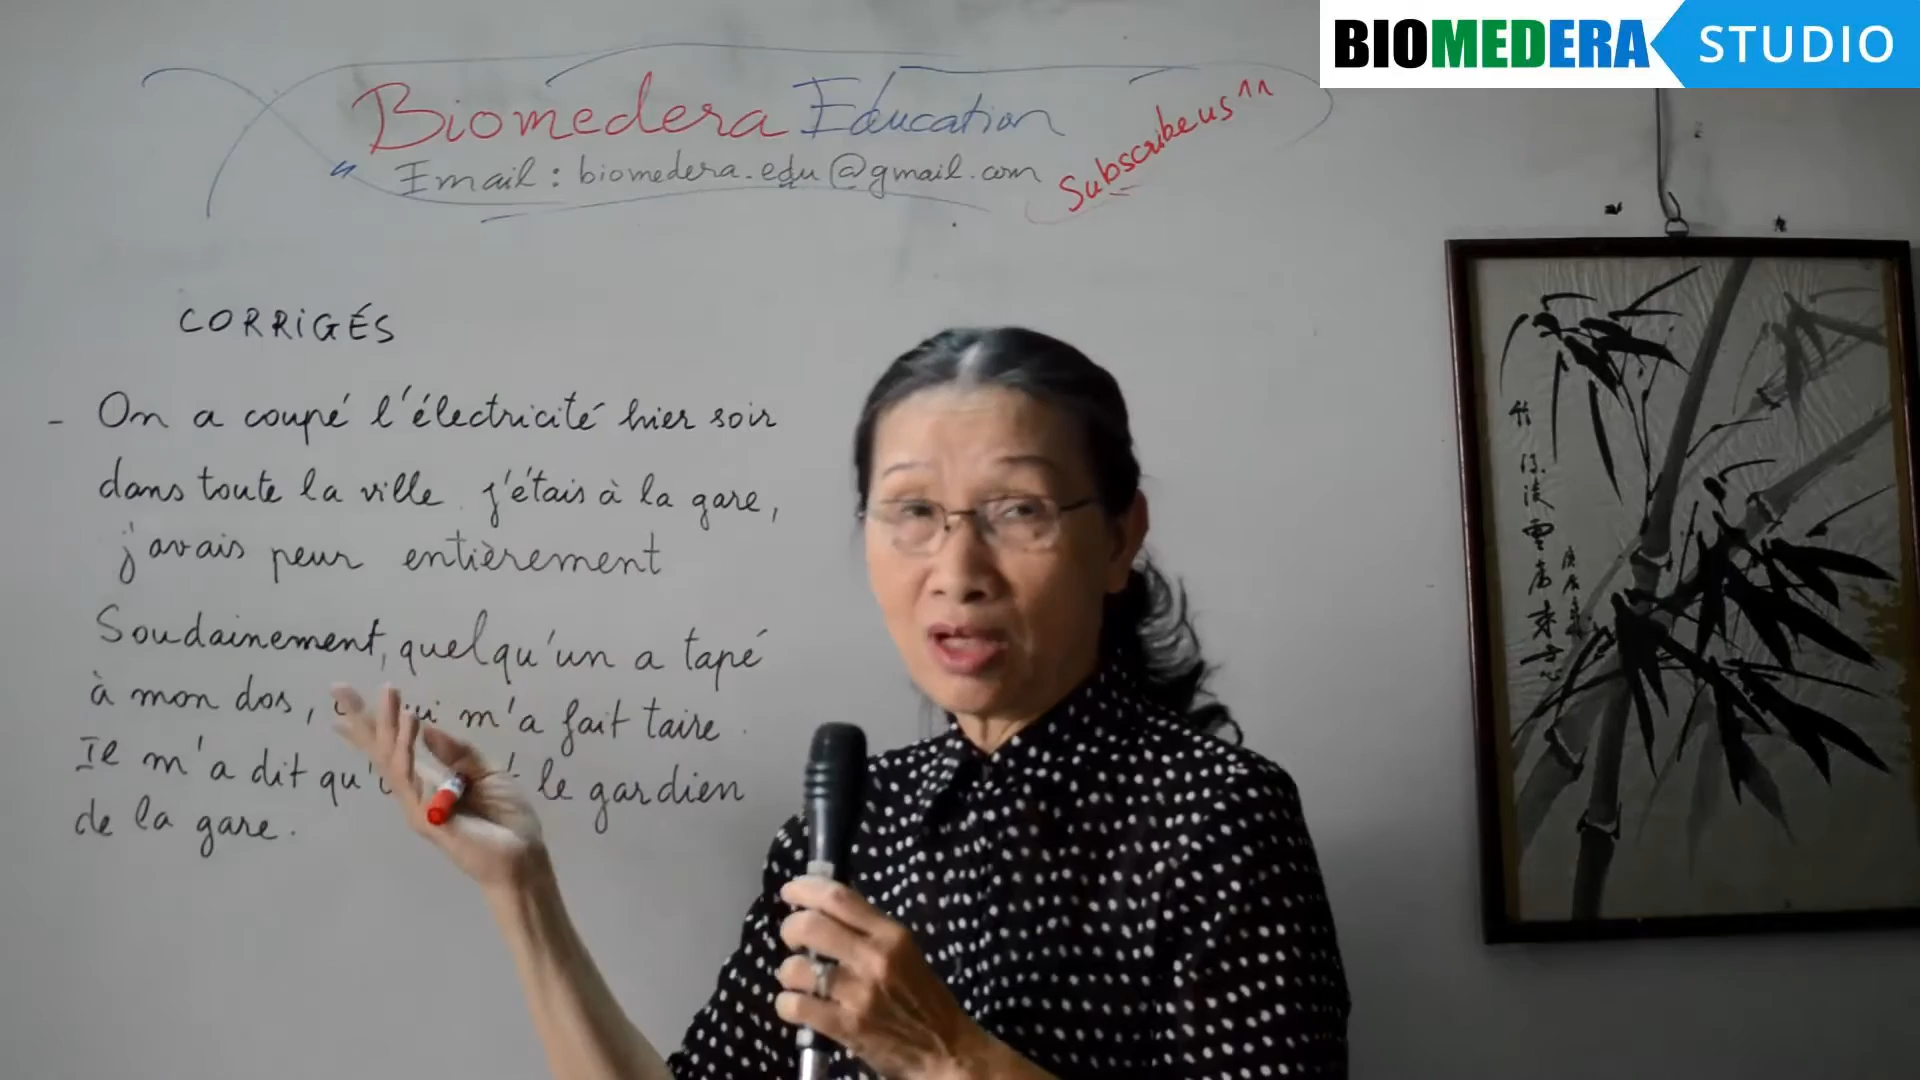 BIOMEDERA STUDIO
Biomedera Education
Email : biomedera.edu@gmail.com
Subscribe us ^^
CORRIGÉS
- On a coupé l'électricité hier soir
dans toute la ville. j'étais à la gare,
j'avais peur entièrement
Soudainement, quelqu'un a tapé
à mon dos, m'a fait taire.
Il m'a dit le gardien
de la gare.